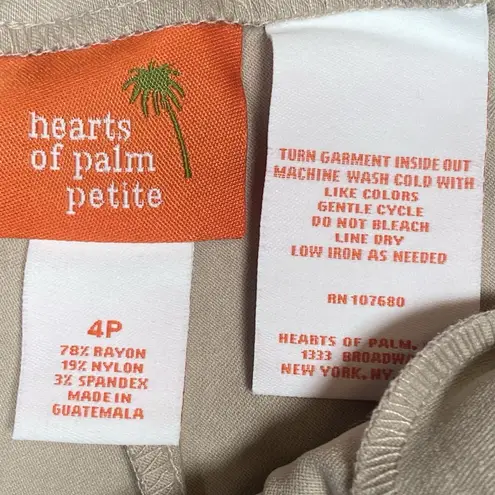 hearts
of palm
petite
4P
78% RAYON
19% NYLON
3% SPANDEX
MADE IN
GUATEMALA
TURN GARMENT INSIDE OUT
MACHINE WASH COLD WITH
LIKE COLORS
GENTLE CYCLE
DO NOT BLEACH
LINE DRY
LOW IRON AS NEEDED
RN 107680
HEARTS OF PALM,
1333
NEW YORK, NY